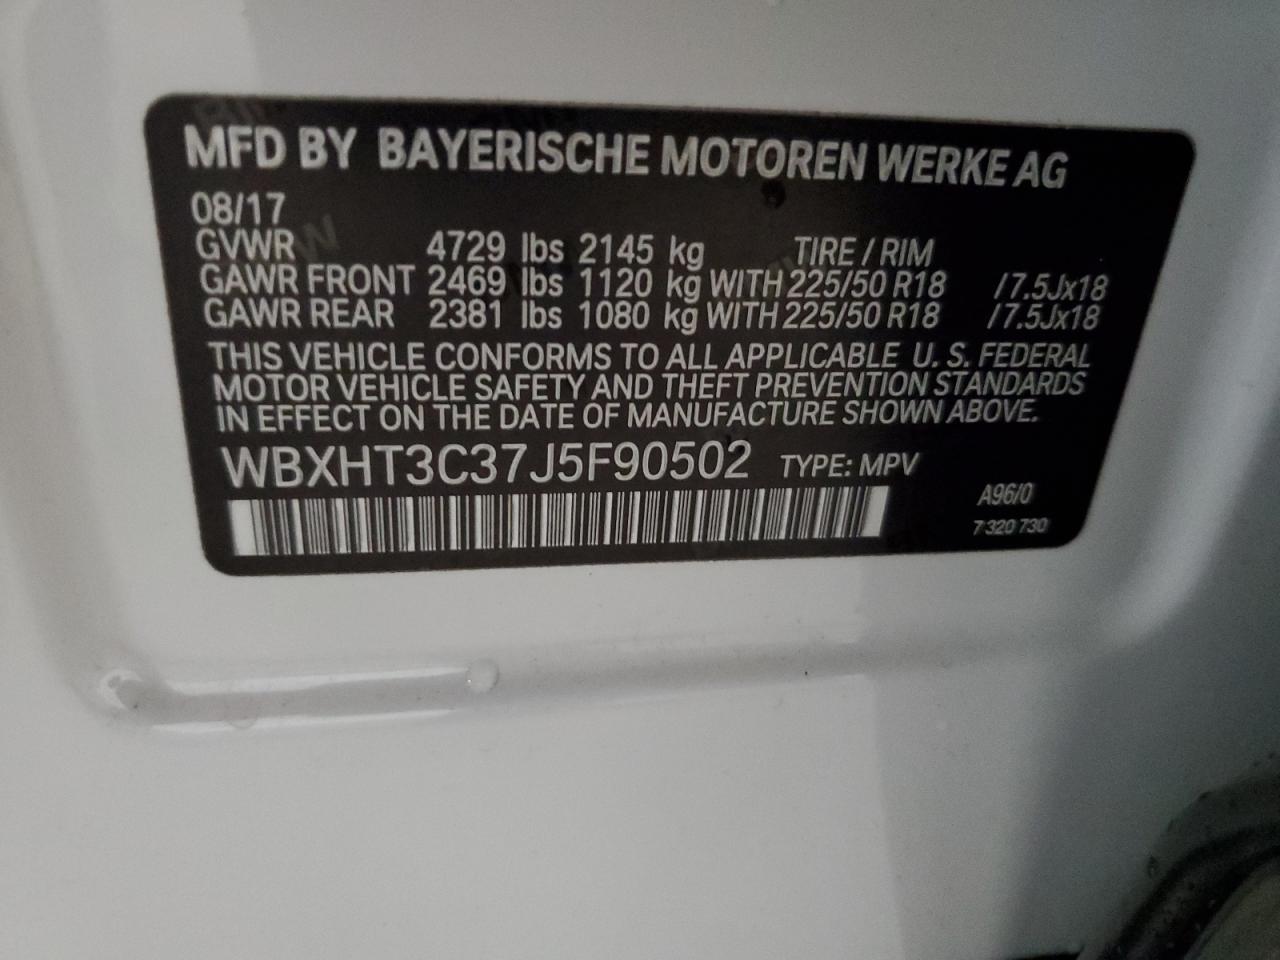 MFD BY BAYERISCHE MOTOREN WERKE AG
08/17
GVWR 4729 lbs 2145 kg TIRE / RIM
GAWR FRONT 2469 lbs 1120 kg WITH 225/50 R18 /7.5Jx18
GAWR REAR 2381 lbs 1080 kg WITH 225/50 R18 /7.5Jx18
THIS VEHICLE CONFORMS TO ALL APPLICABLE U. S. FEDERAL
MOTOR VEHICLE SAFETY AND THEFT PREVENTION STANDARDS
IN EFFECT ON THE DATE OF MANUFACTURE SHOWN ABOVE.
WBXHT3C37J5F90502 TYPE: MPV
A96/0
7 320 730